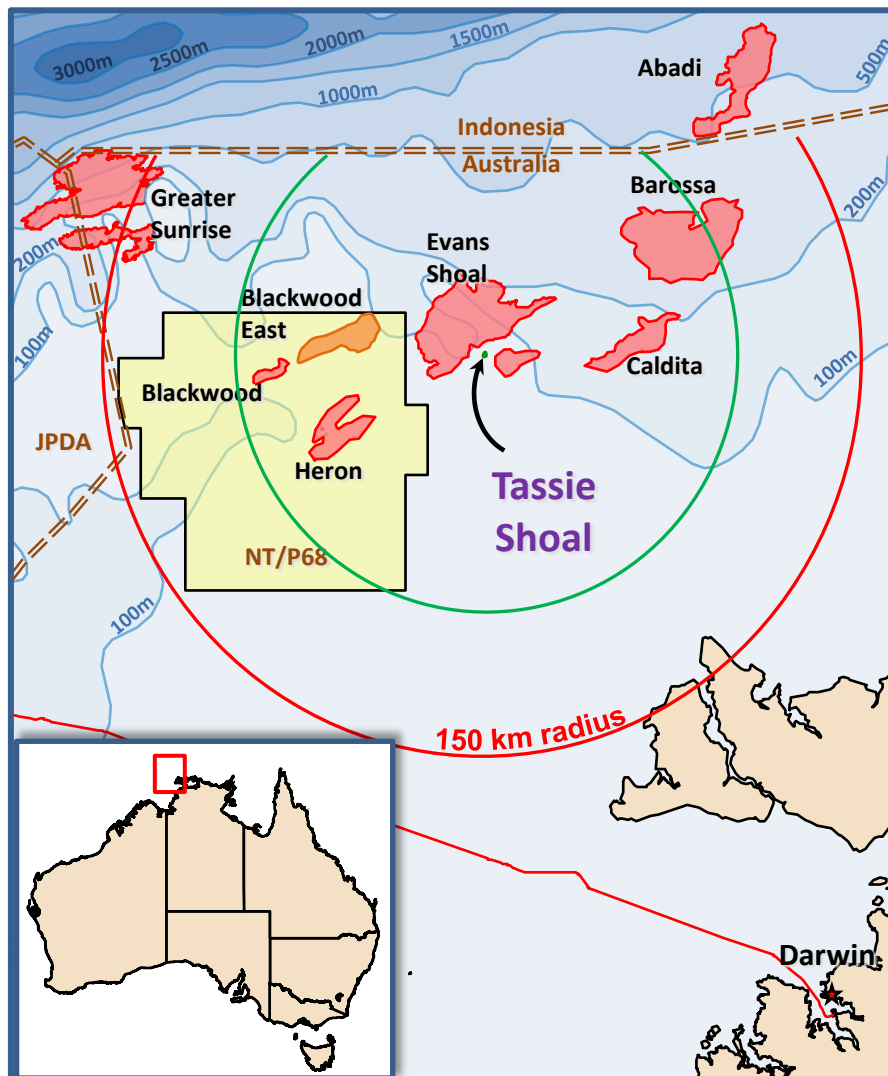 2000m
1500m
2500m
3000m
1000m
500m
Abadi
Indonesia
Australia
Greater
Sunrise
Barossa
200m
200m
Evans
Shoal
Blackwood
East
100m
Caldita
100m
Blackwood
JPDA
Heron
Tassie
Shoal
NT/P68
100m
150 km radius
Darwin